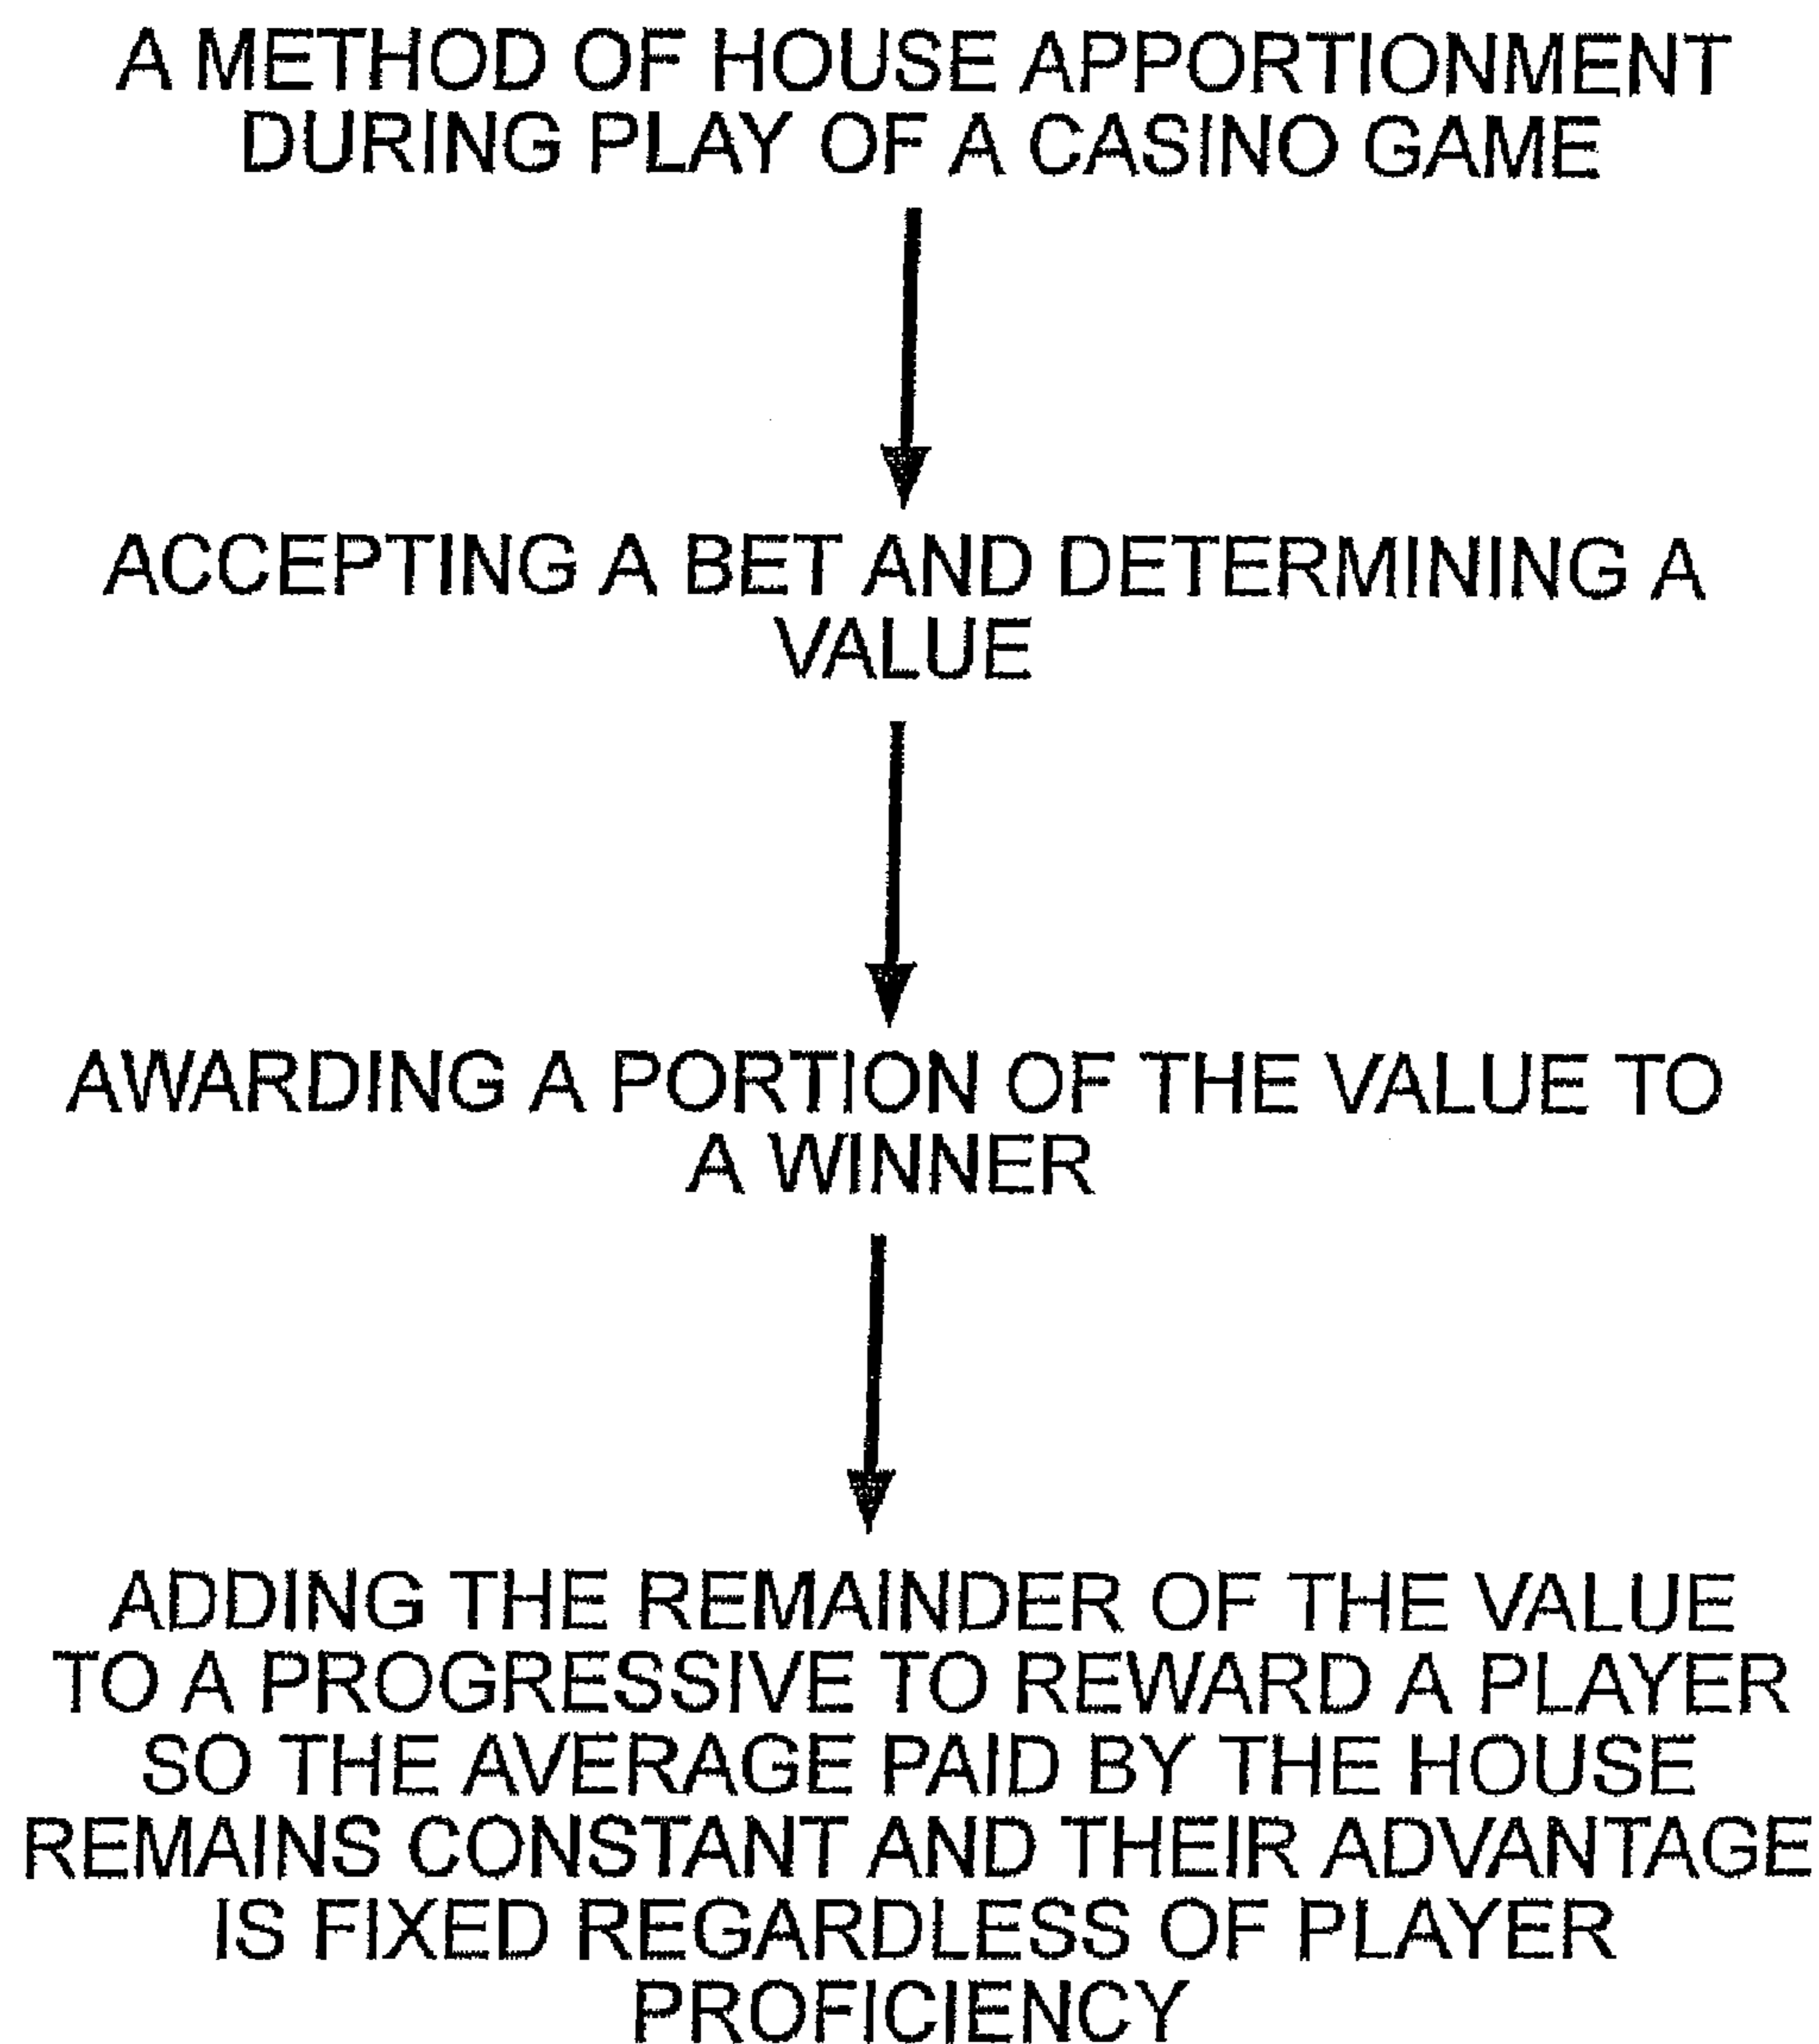 A METHOD OF HOUSE APPORTIONMENT
DURING PLAY OF A CASINO GAME
ACCEPTING A BET AND DETERMINING A
VALUE
AWARDING A PORTION OF THE VALUE TO
A WINNER
ADDING THE REMAINDER OF THE VALUE
TO A PROGRESSIVE TO REWARD A PLAYER
SO THE AVERAGE PAID BY THE HOUSE
REMAINS CONSTANT AND THEIR ADVANTAGE
IS FIXED REGARDLESS OF PLAYER
PROFICIENCY